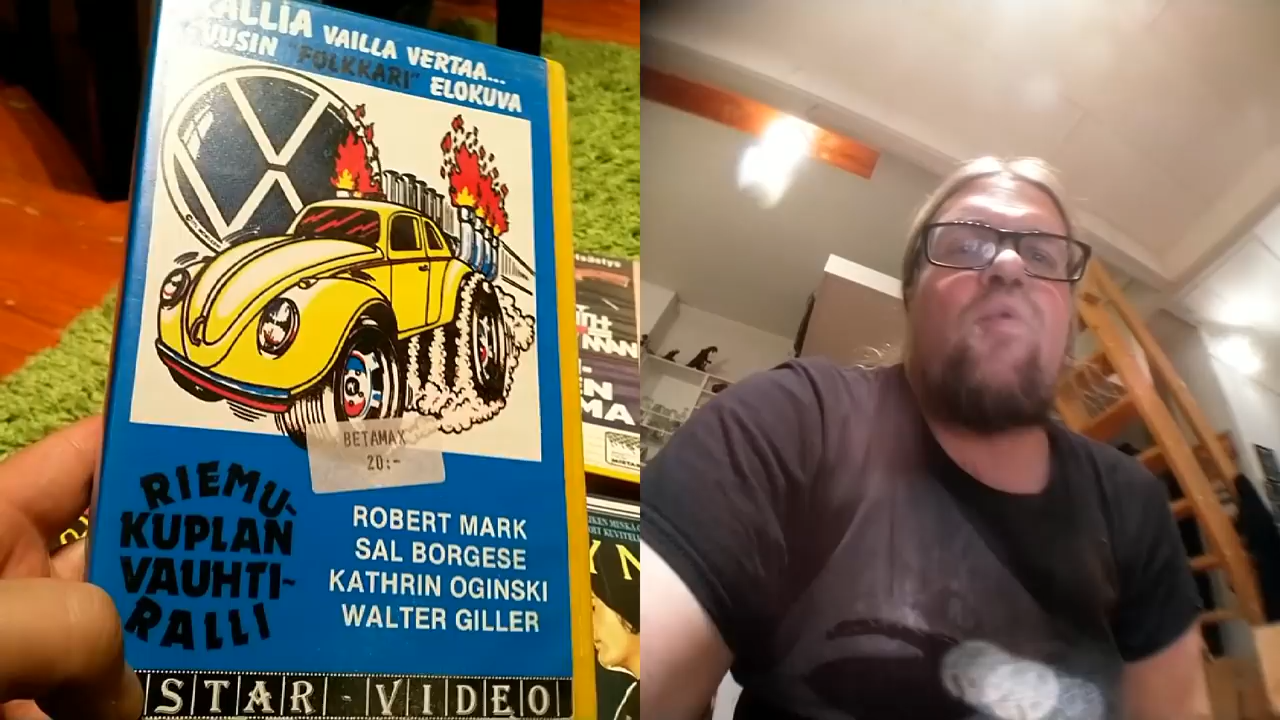 VAILLA VERTAA...
"FOLKKARI" ELOKUVA
BETAMAX
20:-
RIEMU-
KUPLAN
VAUHTI-
RALLI
ROBERT MARK
SAL BORGESE
KATHRIN OGINSKI
WALTER GILLER
STAR-VIDEO
MAN